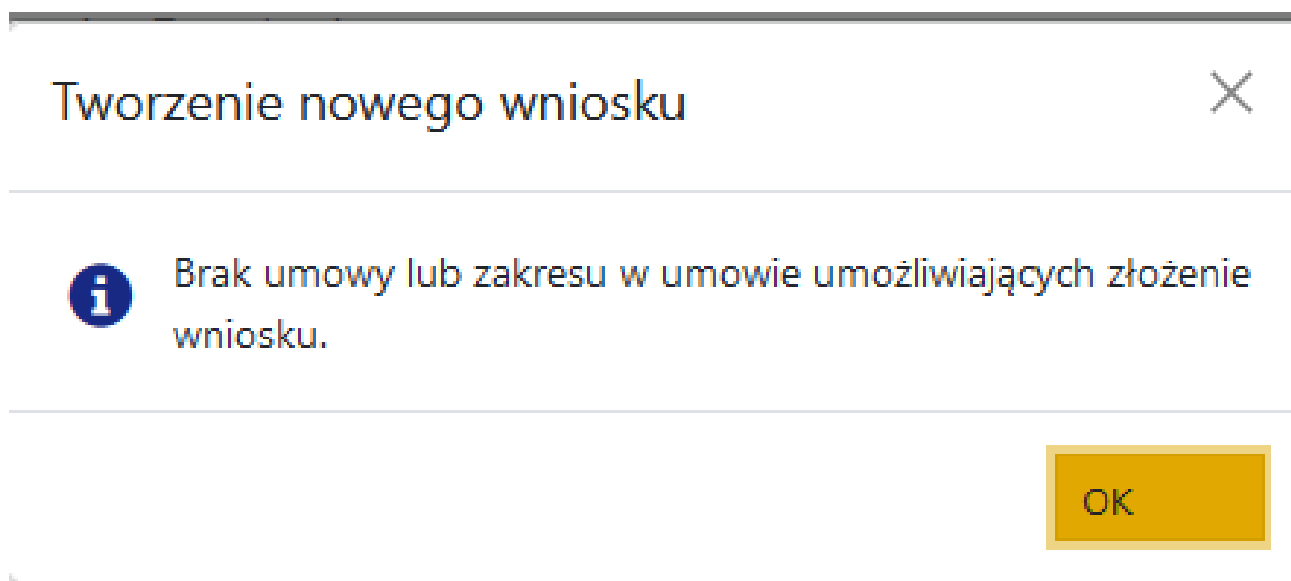 Tworzenie nowego wniosku
Brak umowy lub zakresu w umowie umożliwiających złożenie
wniosku.
OK